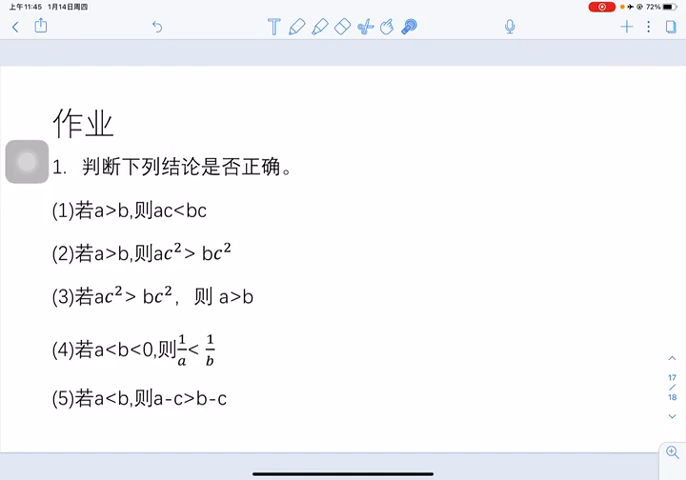 上午11:45 1月14日周四
72%
T
作业
1. 判断下列结论是否正确。
(1)若a>b,则ac<bc
(2)若a>b,则ac²> bc²
(3)若ac²> bc²，则 a>b
(4)若a<b<0,则1/a< 1/b
(5)若a<b,则a-c>b-c
17
/
18